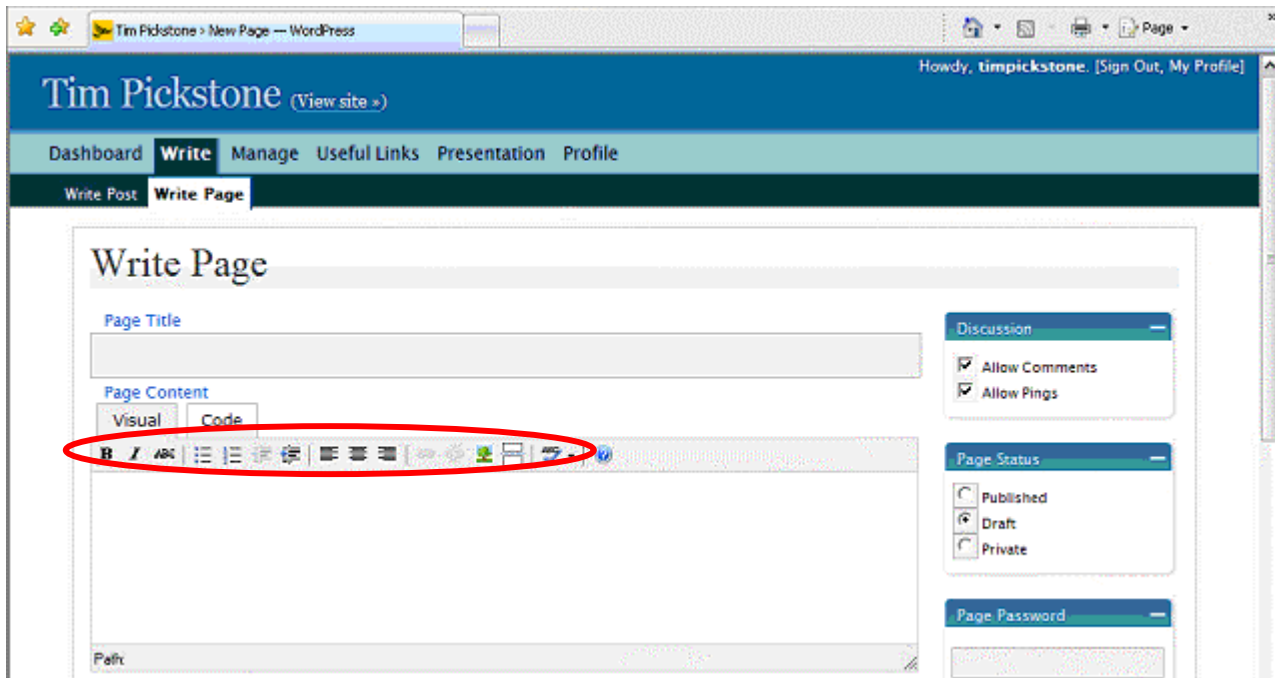 Tim Pickstone › New Page — WordPress
Page
Howdy, timpickstone. [Sign Out, My Profile]
Tim Pickstone (View site »)
Dashboard Write Manage Useful Links Presentation Profile
Write Post Write Page
Write Page
Page Title
Discussion
Allow Comments
Allow Pings
Page Content
Visual Code
B I ABC
Page Status
Published
Draft
Private
Page Password
Path: